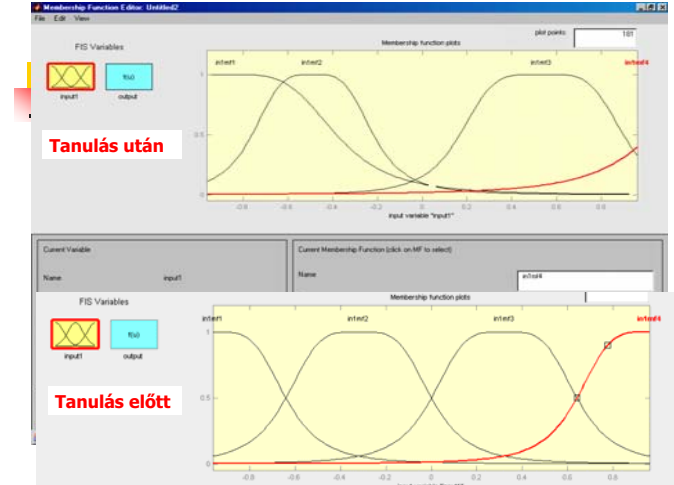 Membership Function Editor: Untitled2
File Edit View
FIS Variables
plot points
181
Membership function plots
in1mf1 in1mf2 in1mf3 in1mf4
f(u)
input1 output
1
0.5
0
Tanulás után
-0.8 -0.6 -0.4 -0.2 0 0.2 0.4 0.6 0.8
input variable "input1"
Current Variable
Current Membership Function (click on MF to select)
Name input1
Name in1mf4
FIS Variables
Membership function plots
in1mf1 in1mf2 in1mf3 in1mf4
f(u)
input1 output
1
0.5
0
Tanulás előtt
-0.8 -0.6 -0.4 -0.2 0 0.2 0.4 0.6 0.8